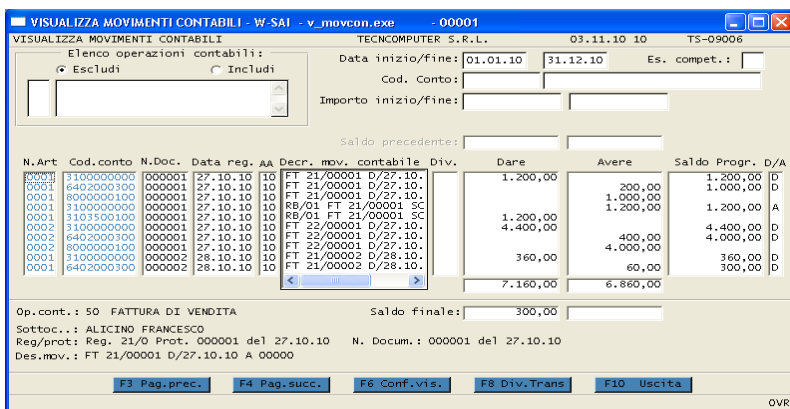 VISUALIZZA MOVIMENTI CONTABILI - W-SAI - v_movcon.exe - 00001
VISUALIZZA MOVIMENTI CONTABILI TECNCOMPUTER S.R.L. 03.11.10 10 TS-09006
Elenco operazioni contabili:
Escludi Includi
Data inizio/fine: 01.01.10 31.12.10 Es. compet.:
Cod. Conto:
Importo inizio/fine:
Saldo precedente:
N.Art Cod.conto N.Doc. Data reg. AA Decr. mov. contabile Div. Dare Avere Saldo Progr. D/A
0001 3100000000 000001 27.10.10 10 FT 21/00001 D/27.10. 1.200,00 1.200,00 D
0001 6402000300 000001 27.10.10 10 FT 21/00001 D/27.10. 200,00 1.000,00 D
0001 8000000100 000001 27.10.10 10 FT 21/00001 D/27.10. 1.000,00
0001 3100000000 000001 27.10.10 10 RB/01 FT 21/00001 SC 1.200,00 1.200,00 A
0001 3103500100 000001 27.10.10 10 RB/01 FT 21/00001 SC 1.200,00
0002 3100000000 000001 27.10.10 10 FT 22/00001 D/27.10. 4.400,00 4.400,00 D
0002 6402000300 000001 27.10.10 10 FT 22/00001 D/27.10. 400,00 4.000,00 D
0002 8000000100 000001 27.10.10 10 FT 22/00001 D/27.10. 4.000,00
0001 3100000000 000002 28.10.10 10 FT 21/00002 D/28.10. 360,00 360,00 D
0001 6402000300 000002 28.10.10 10 FT 21/00002 D/28.10. 60,00 300,00 D
7.160,00 6.860,00
Op.cont.: 50 FATTURA DI VENDITA Saldo finale: 300,00
Sottoc..: ALICINO FRANCESCO
Reg/prot: Reg. 21/0 Prot. 000001 del 27.10.10 N. Docum.: 000001 del 27.10.10
Des.mov.: FT 21/00001 D/27.10.10 A 00000
F3 Pag.prec. F4 Pag.succ. F6 Conf.vis. F8 Div.Trans F10 Uscita
OVR